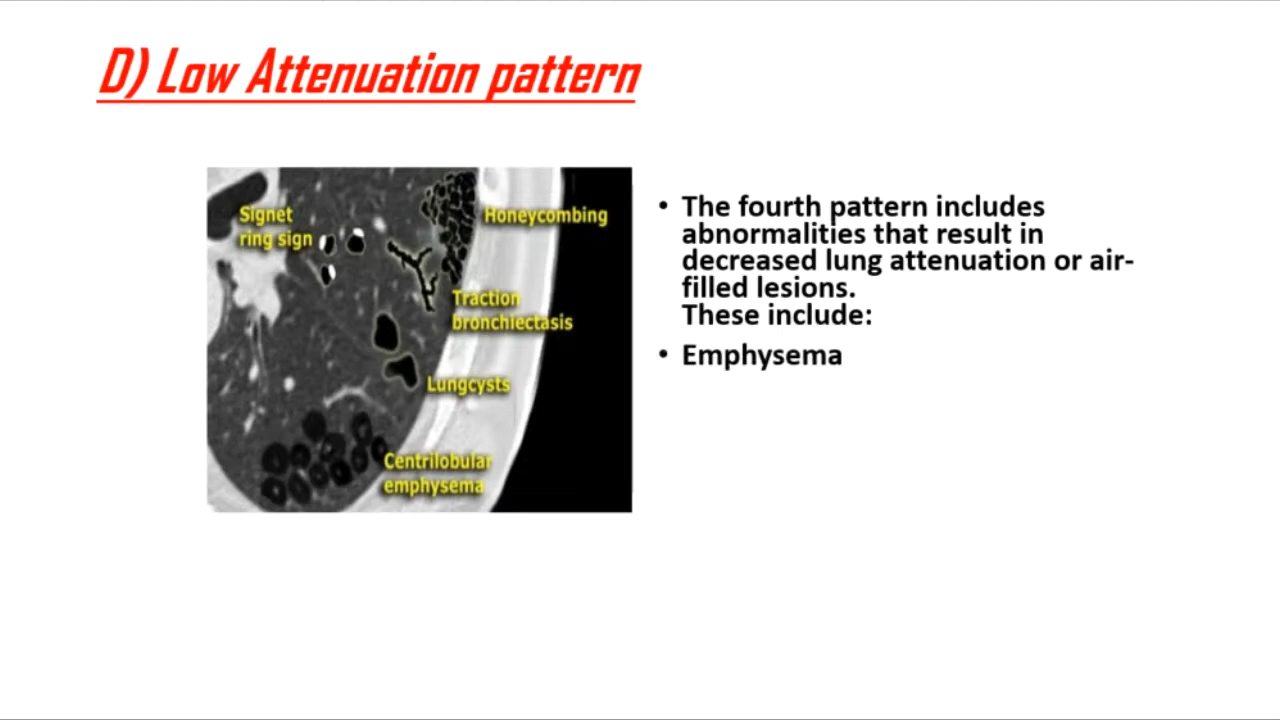 D) Low Attenuation pattern
Signet
ring sign
Honeycombing
Traction
bronchiectasis
Lungcysts
Centrilobular
emphysema
• The fourth pattern includes
abnormalities that result in
decreased lung attenuation or air-
filled lesions.
These include:
• Emphysema